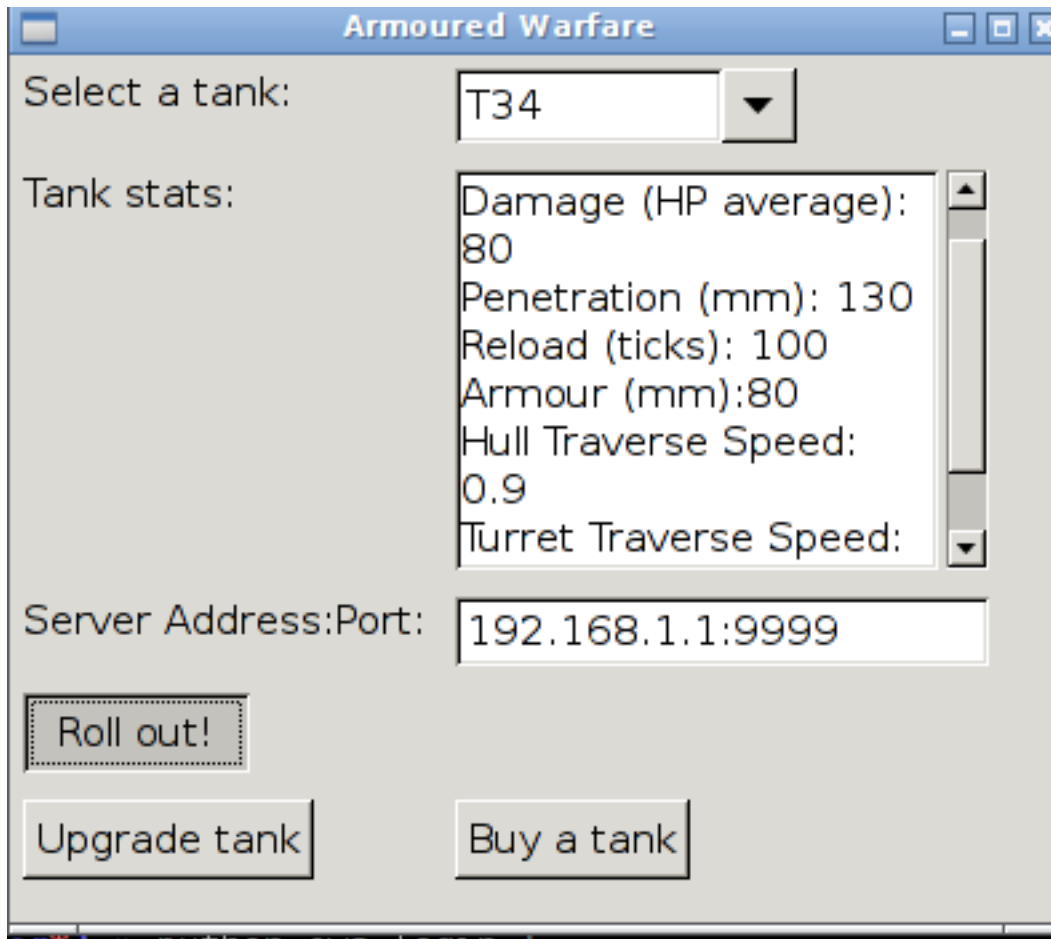 Armoured Warfare
Select a tank:
T34
Tank stats:
Damage (HP average):
80
Penetration (mm): 130
Reload (ticks): 100
Armour (mm):80
Hull Traverse Speed:
0.9
Turret Traverse Speed:
Server Address:Port:
192.168.1.1:9999
Roll out!
Upgrade tank
Buy a tank